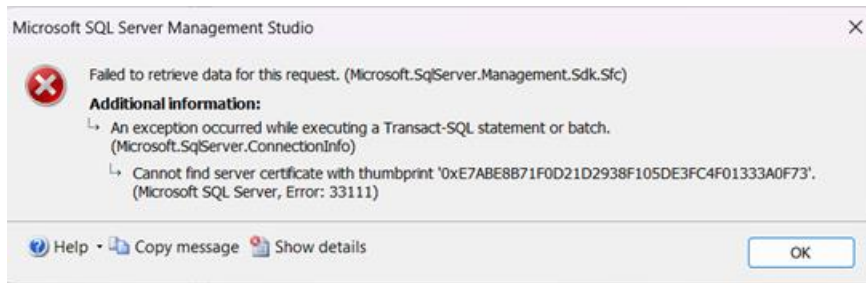 Microsoft SQL Server Management Studio
Failed to retrieve data for this request. (Microsoft.SqlServer.Management.Sdk.Sfc)
Additional information:
An exception occurred while executing a Transact-SQL statement or batch.
(Microsoft.SqlServer.ConnectionInfo)
Cannot find server certificate with thumbprint '0xE7ABE8B71F0D21D2938F105DE3FC4F01333A0F73'.
(Microsoft SQL Server, Error: 33111)
Help Copy message Show details
OK